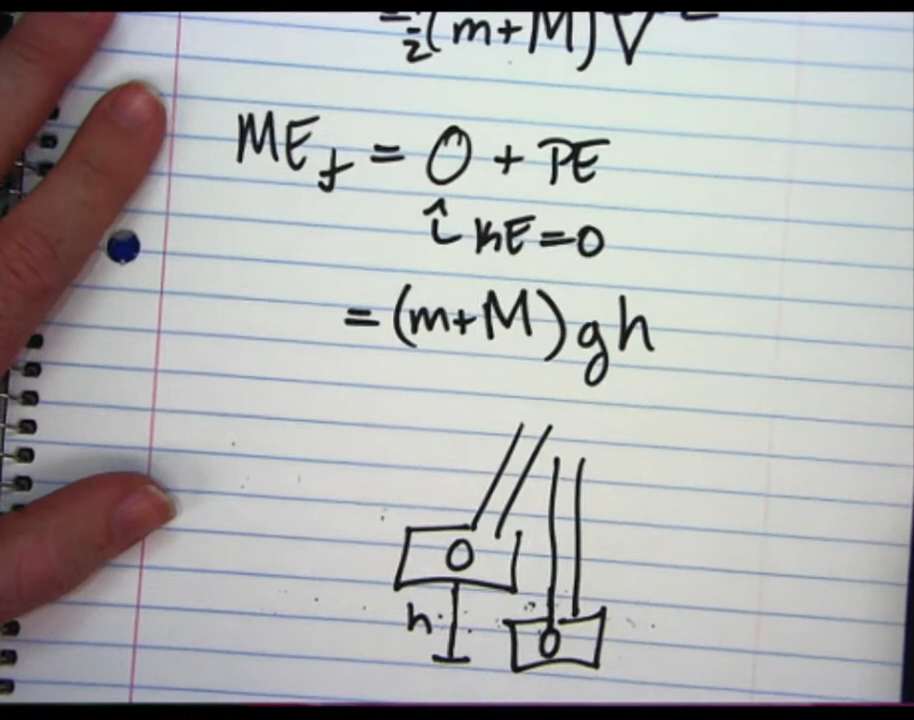 = ½(m+M)V²
ME_f = 0 + PE
↑ KE=0
= (m+M)gh
h